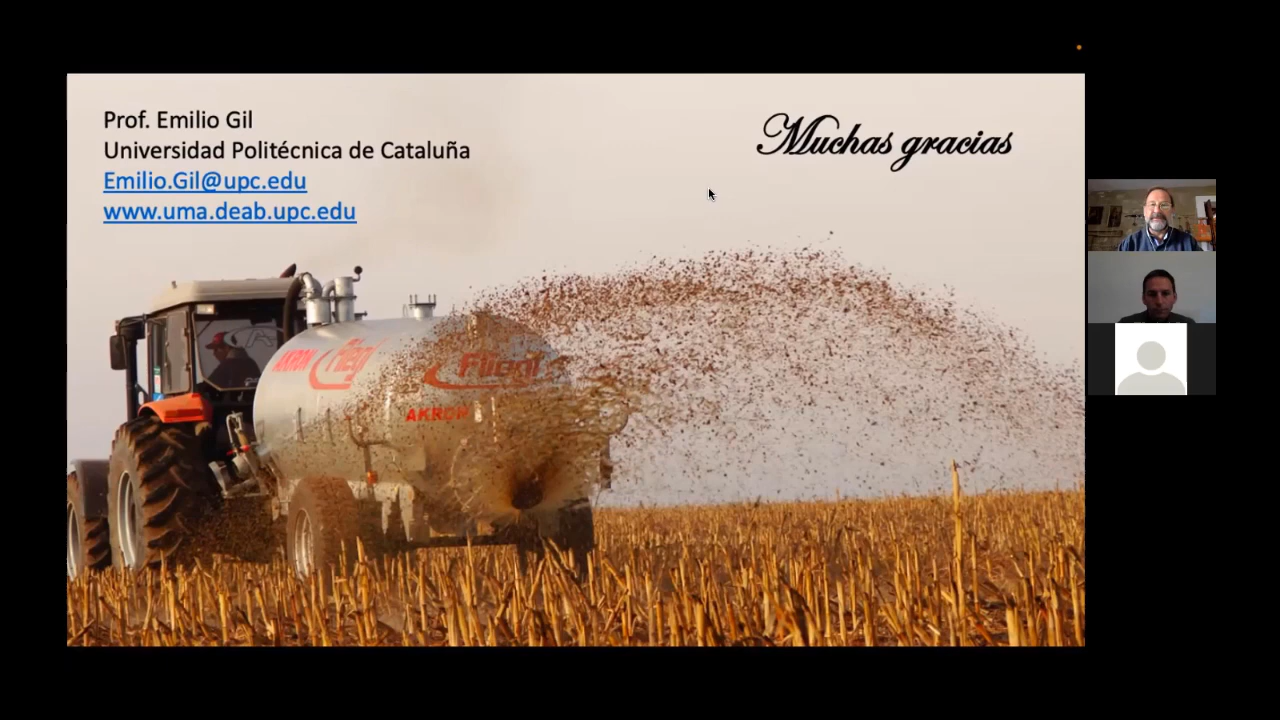 Prof. Emilio Gil
Universidad Politécnica de Cataluña
Emilio.Gil@upc.edu
www.uma.deab.upc.edu
Muchas gracias
AKRON Fliegl
Fliegl
AKRON